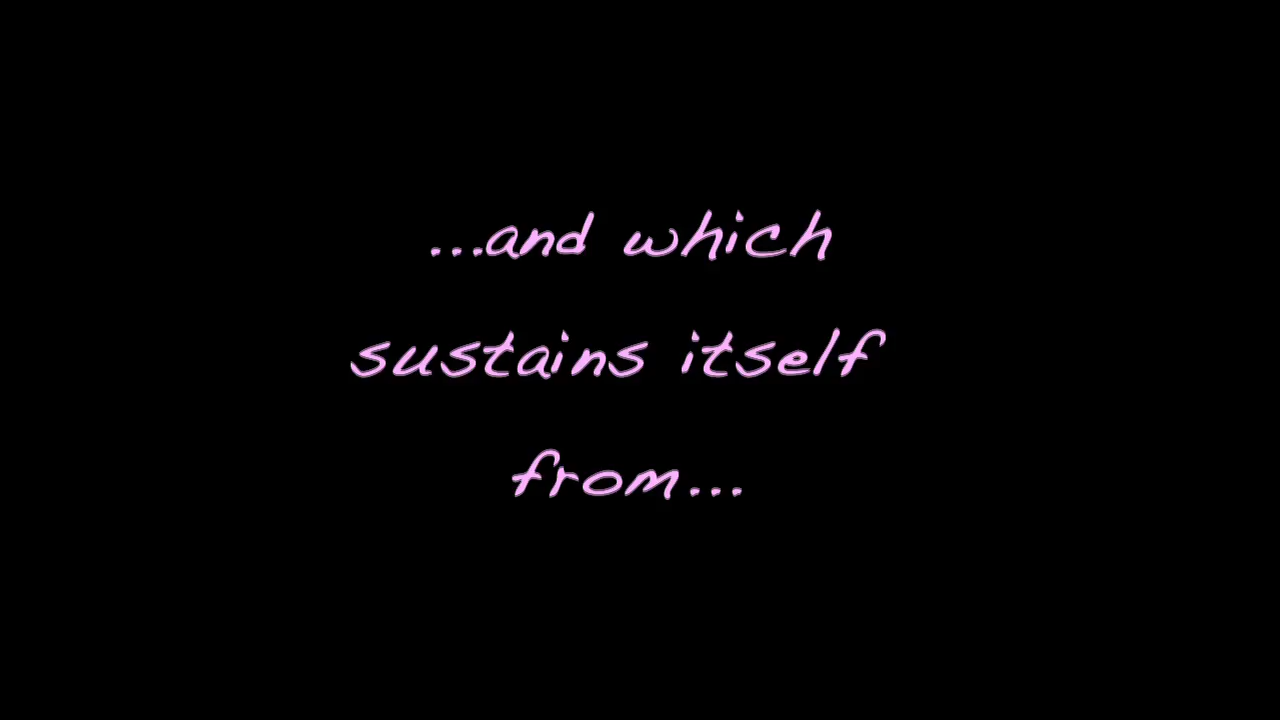 ...and which
sustains itself
from...